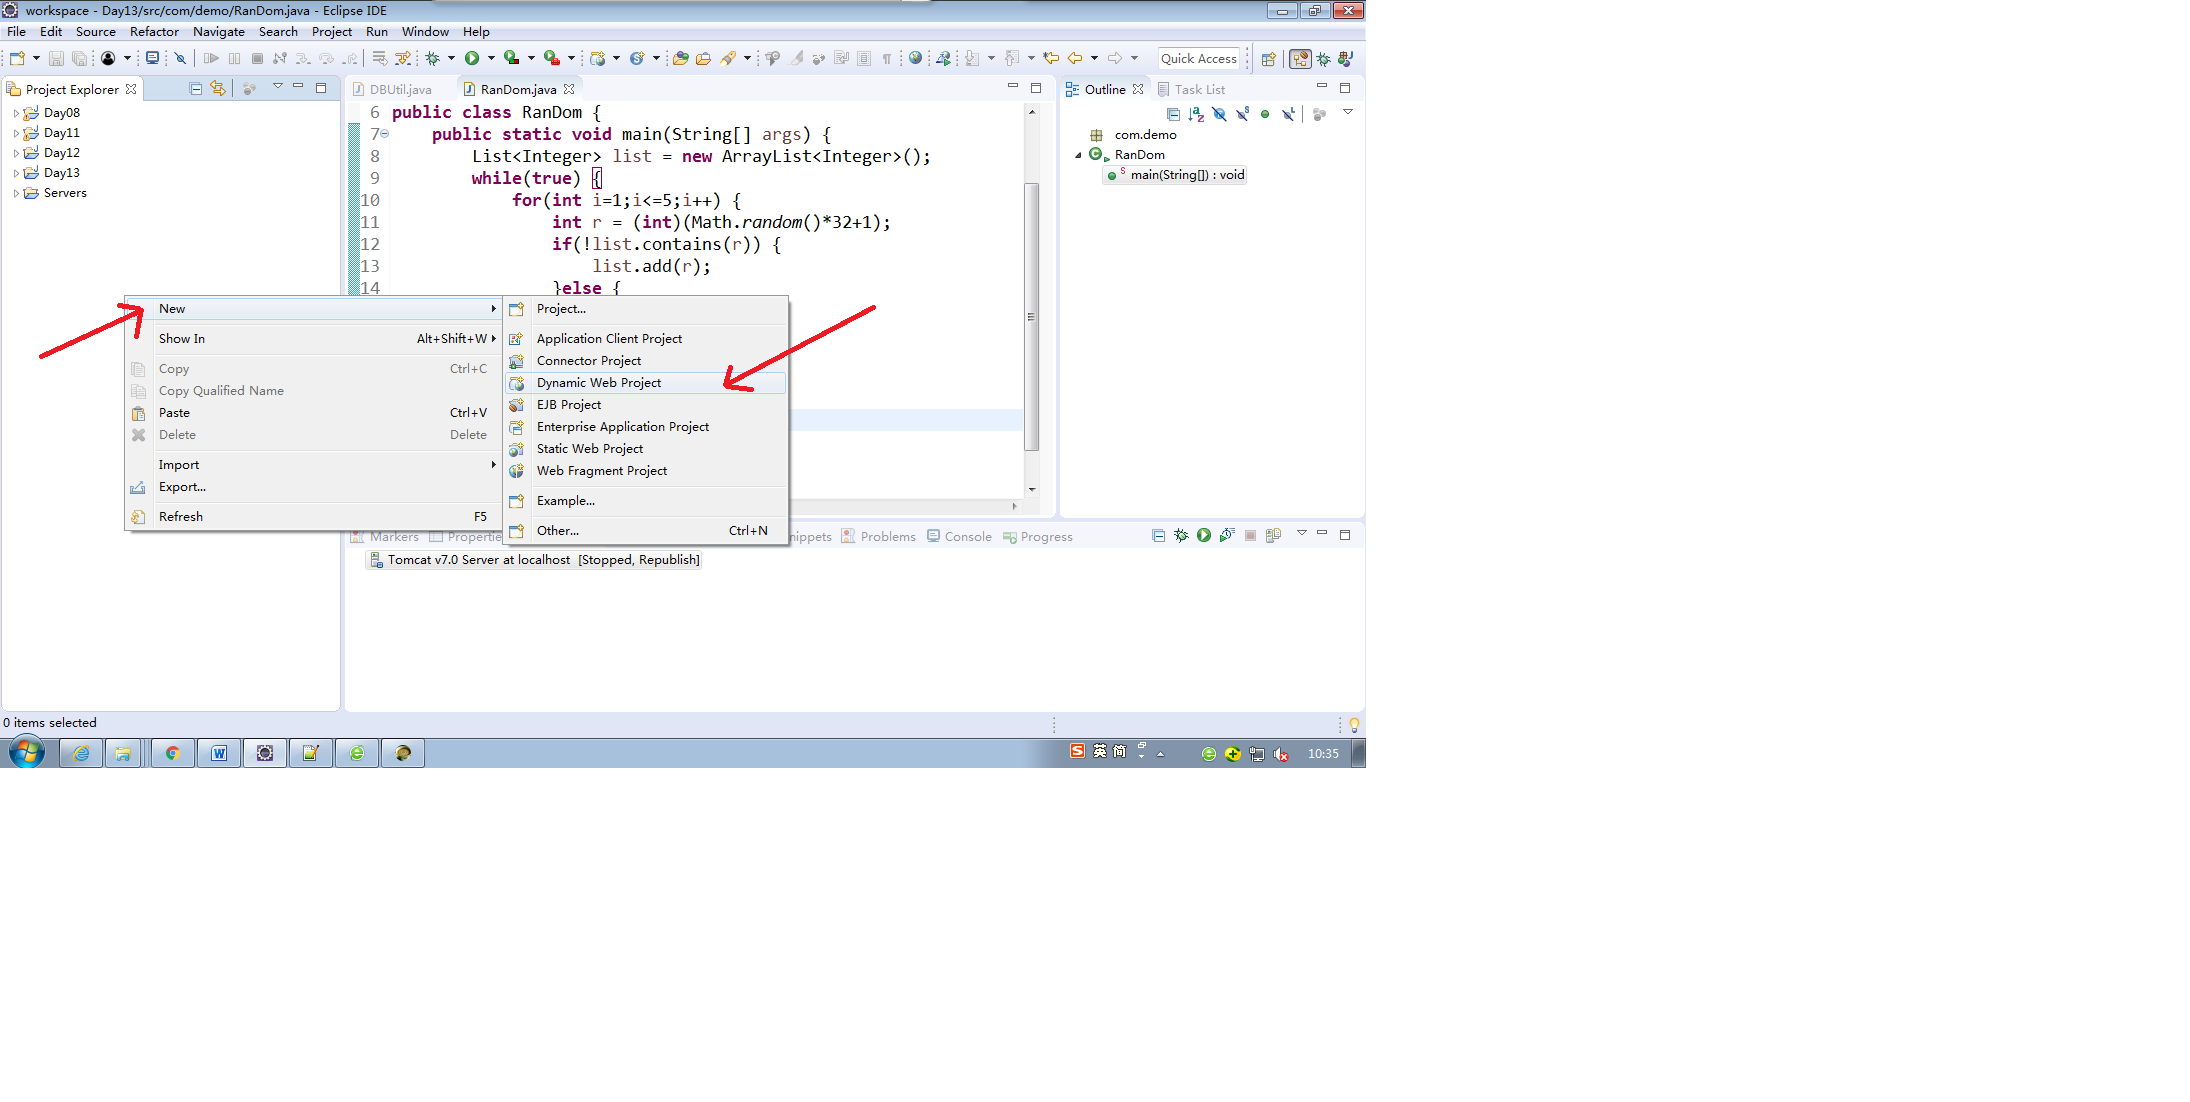 workspace - Day13/src/com/demo/RanDom.java - Eclipse IDE
File Edit Source Refactor Navigate Search Project Run Window Help
Quick Access
Project Explorer
Day08
Day11
Day12
Day13
Servers
DBUtil.java RanDom.java
6 public class RanDom {
7 public static void main(String[] args) {
8 List<Integer> list = new ArrayList<Integer>();
9 while(true) {
10 for(int i=1;i<=5;i++) {
11 int r = (int)(Math.random()*32+1);
12 if(!list.contains(r)) {
13 list.add(r);
14 }else {
Outline Task List
com.demo
RanDom
main(String[]) : void
New
Show In Alt+Shift+W
Copy Ctrl+C
Copy Qualified Name
Paste Ctrl+V
Delete Delete
Import
Export...
Refresh F5
Project...
Application Client Project
Connector Project
Dynamic Web Project
EJB Project
Enterprise Application Project
Static Web Project
Web Fragment Project
Example...
Other... Ctrl+N
Markers Propertie nippets Problems Console Progress
Tomcat v7.0 Server at localhost [Stopped, Republish]
0 items selected
英 简 10:35